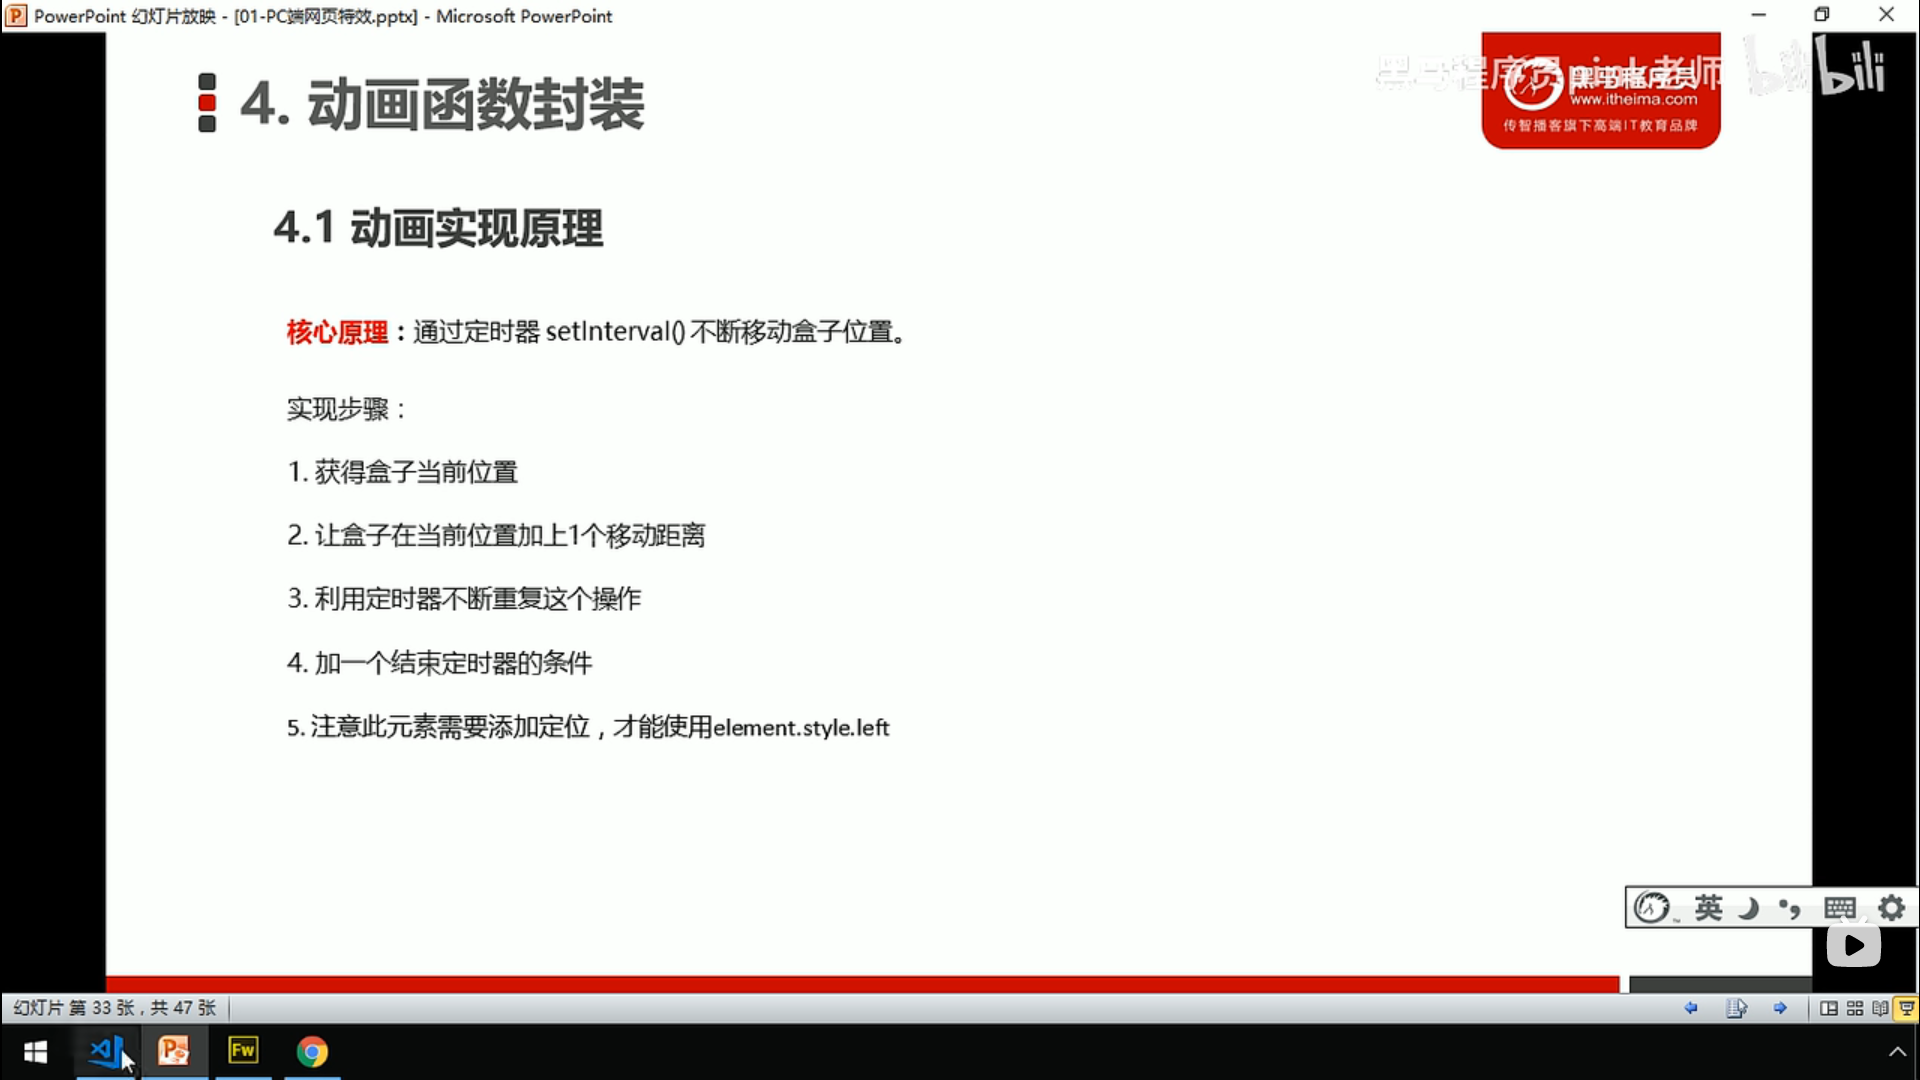 PowerPoint 幻灯片放映 - [01-PC端网页特效.pptx] - Microsoft PowerPoint
4. 动画函数封装
黑马程序员pink老师
bilibili
www.itheima.com
传智播客旗下高端IT教育品牌
4.1 动画实现原理
核心原理：通过定时器 setInterval() 不断移动盒子位置。
实现步骤：
1. 获得盒子当前位置
2. 让盒子在当前位置加上1个移动距离
3. 利用定时器不断重复这个操作
4. 加一个结束定时器的条件
5. 注意此元素需要添加定位，才能使用element.style.left
英
幻灯片 第 33 张，共 47 张
Fw